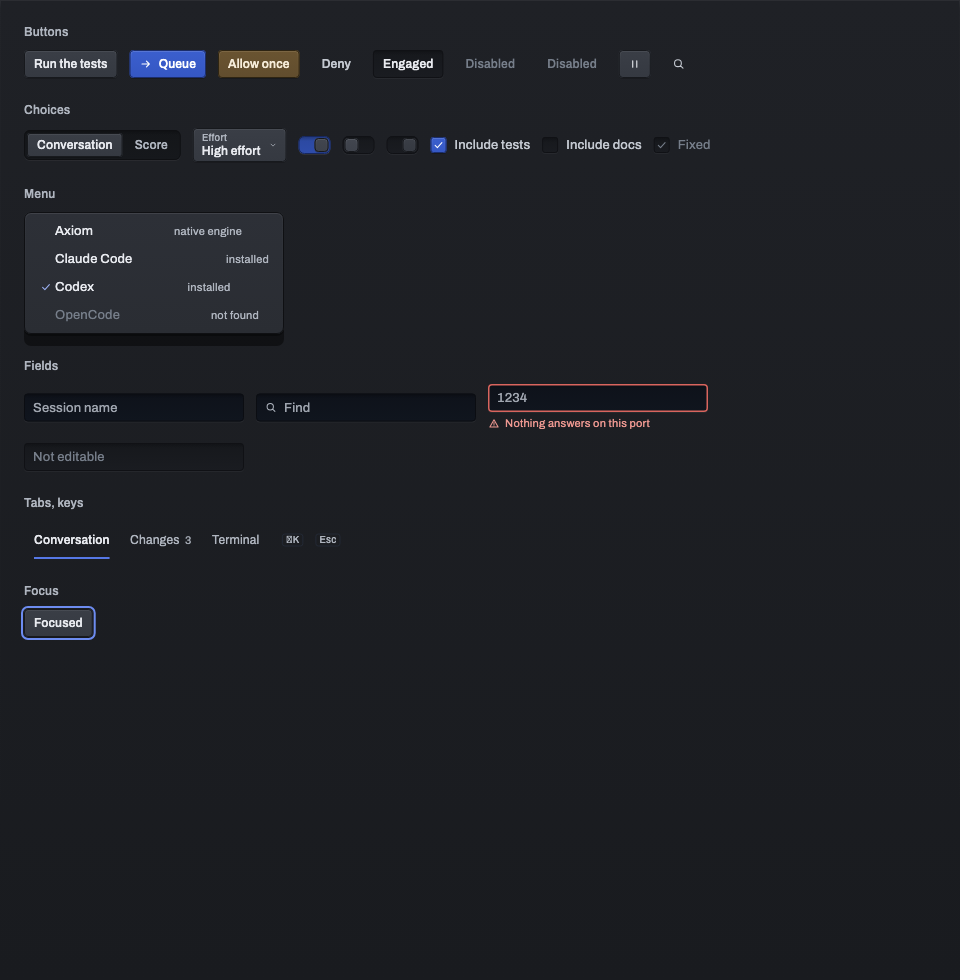 Buttons
Run the tests
Queue
Allow once
Deny
Engaged
Disabled
Disabled
Choices
Conversation
Score
Effort
High effort
Include tests
Include docs
Fixed
Menu
Axiom native engine
Claude Code installed
Codex installed
OpenCode not found
Fields
Session name
Find
1234
Nothing answers on this port
Not editable
Tabs, keys
Conversation
Changes 3
Terminal
K
Esc
Focus
Focused